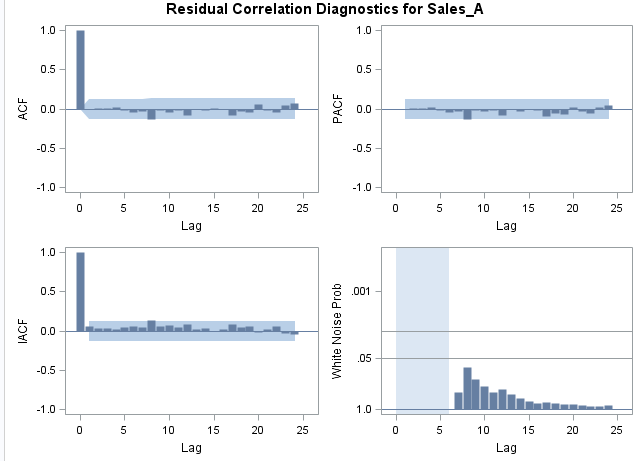 Residual Correlation Diagnostics for Sales_A
1.0
0.5
0.0
-0.5
-1.0
ACF
0 5 10 15 20 25
Lag
1.0
0.5
0.0
-0.5
-1.0
PACF
0 5 10 15 20 25
Lag
1.0
0.5
0.0
-0.5
-1.0
IACF
0 5 10 15 20 25
Lag
.001
.05
1.0
White Noise Prob
0 5 10 15 20 25
Lag